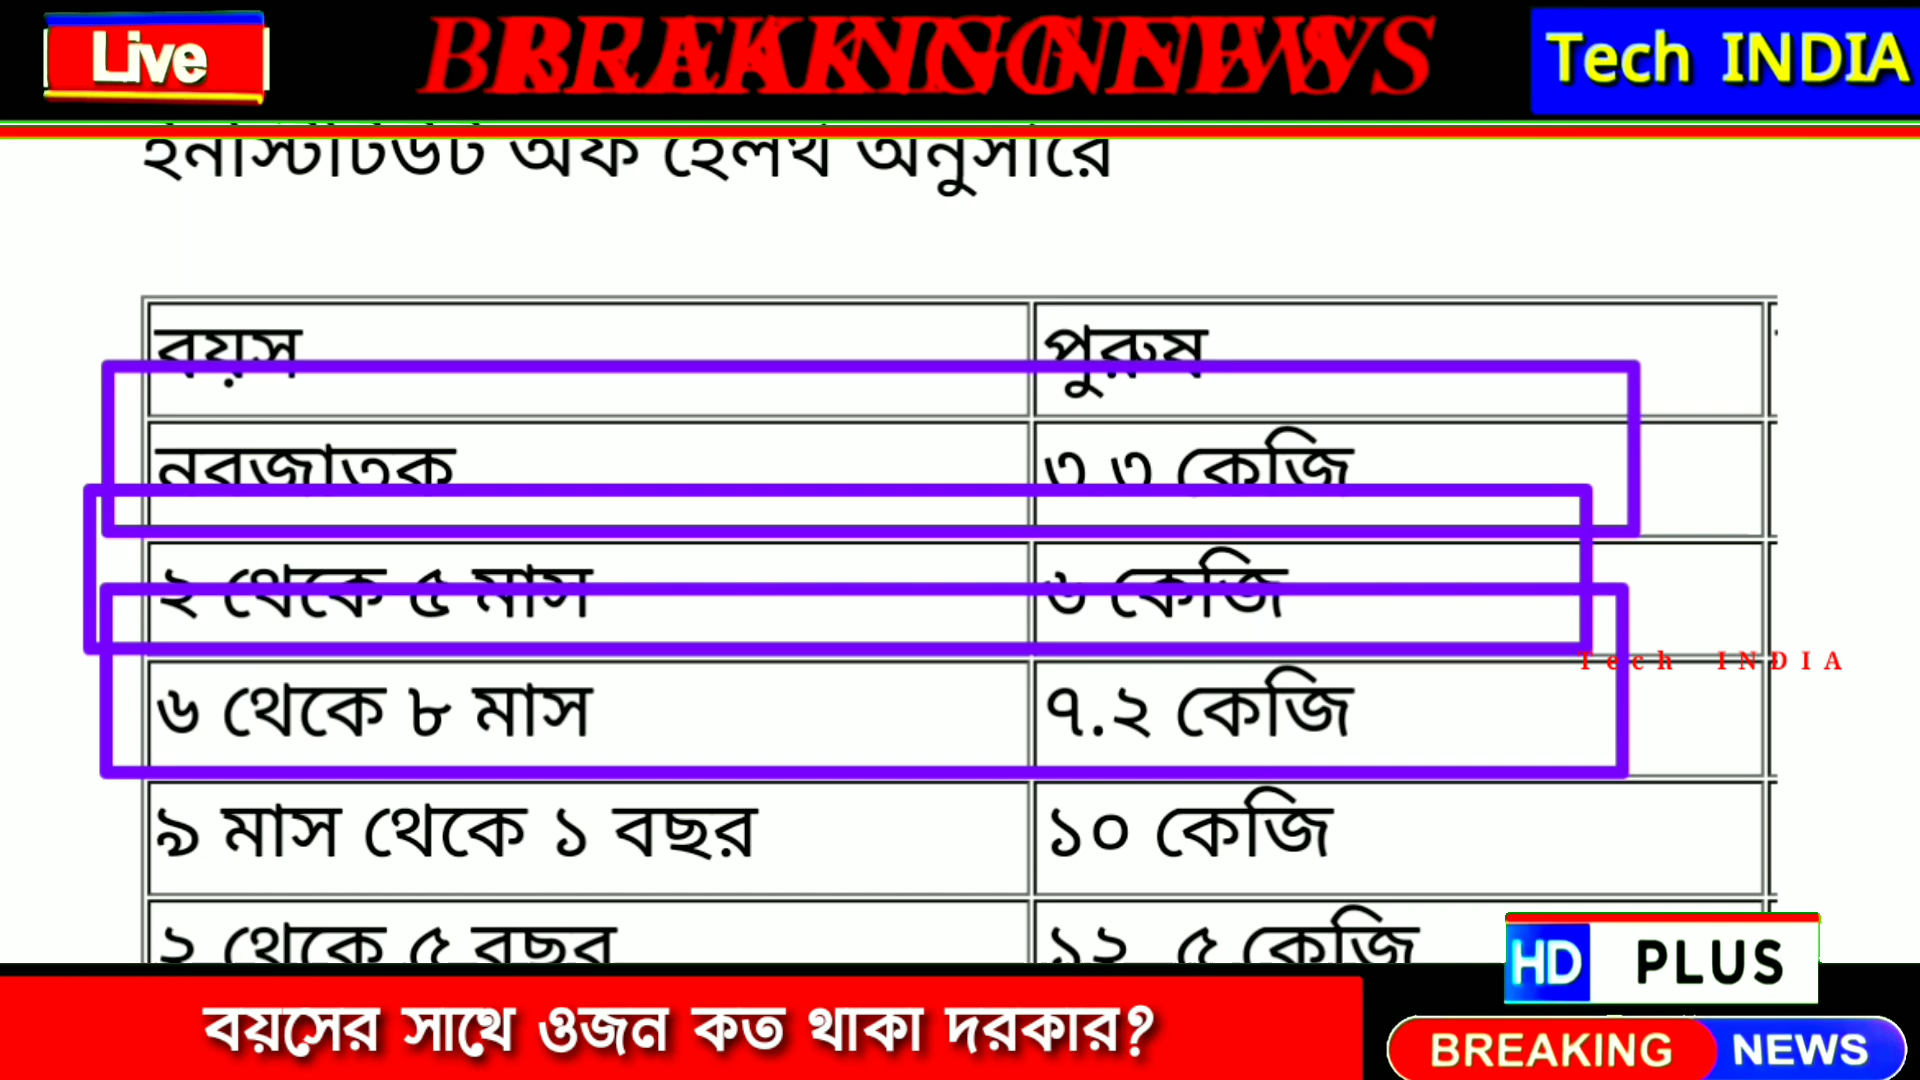 Live
BREAKING NEWS
Tech INDIA
ইনস্টিটিউট অফ হেলথ অনুসারে
বয়স পুরুষ
নবজাতক ৩.৩ কেজি
২ থেকে ৫ মাস ৬ কেজি
Tech INDIA
৬ থেকে ৮ মাস ৭.২ কেজি
৯ মাস থেকে ১ বছর ১০ কেজি
২ থেকে ৫ বছর ১২.৫ কেজি
HD PLUS
বয়সের সাথে ওজন কত থাকা দরকার?
BREAKING NEWS